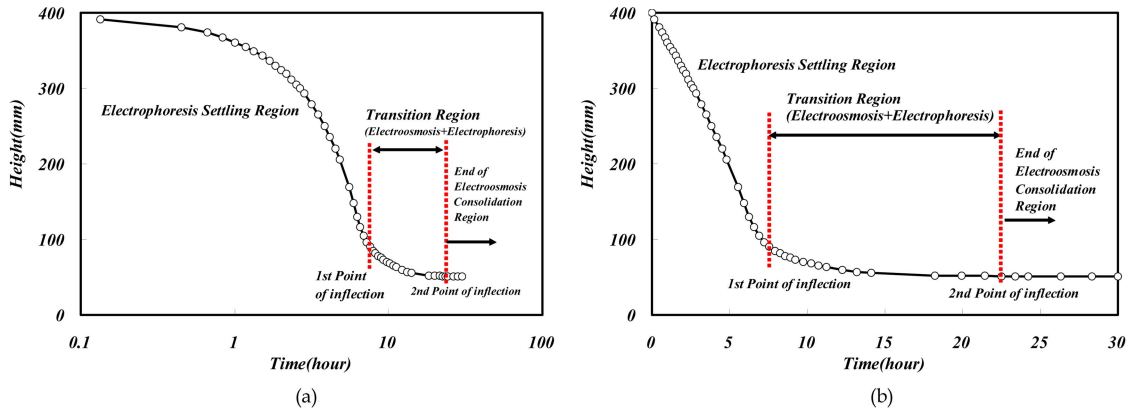 400
300
200
100
0
Height(mm)
Electrophoresis Settling Region
Transition Region
(Electroosmosis+Electrophoresis)
End of
Electroosmosis
Consolidation
Region
1st Point
of inflection
2nd Point of inflection
0.1
1
10
100
Time(hour)
(a)
400
300
200
100
0
Height(mm)
Electrophoresis Settling Region
Transition Region
(Electroosmosis+Electrophoresis)
End of
Electroosmosis
Consolidation
Region
1st Point of inflection
2nd Point of inflection
0
5
10
15
20
25
30
Time(hour)
(b)